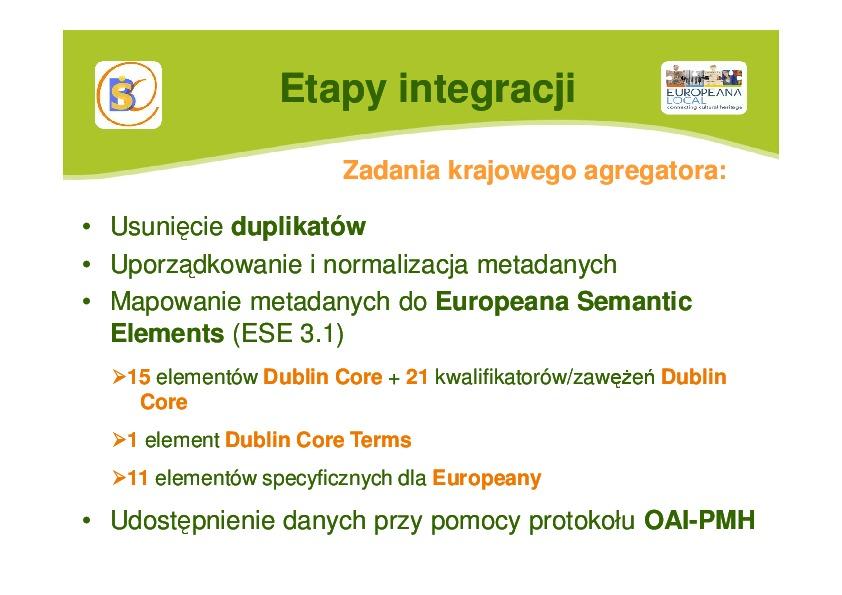 Etapy integracji
EUROPEANA
LOCAL
connecting cultural heritage
Zadania krajowego agregatora:
• Usunięcie duplikatów
• Uporządkowanie i normalizacja metadanych
• Mapowanie metadanych do Europeana Semantic
Elements (ESE 3.1)
➢15 elementów Dublin Core + 21 kwalifikatorów/zawężeń Dublin
Core
➢1 element Dublin Core Terms
➢11 elementów specyficznych dla Europeany
• Udostępnienie danych przy pomocy protokołu OAI-PMH